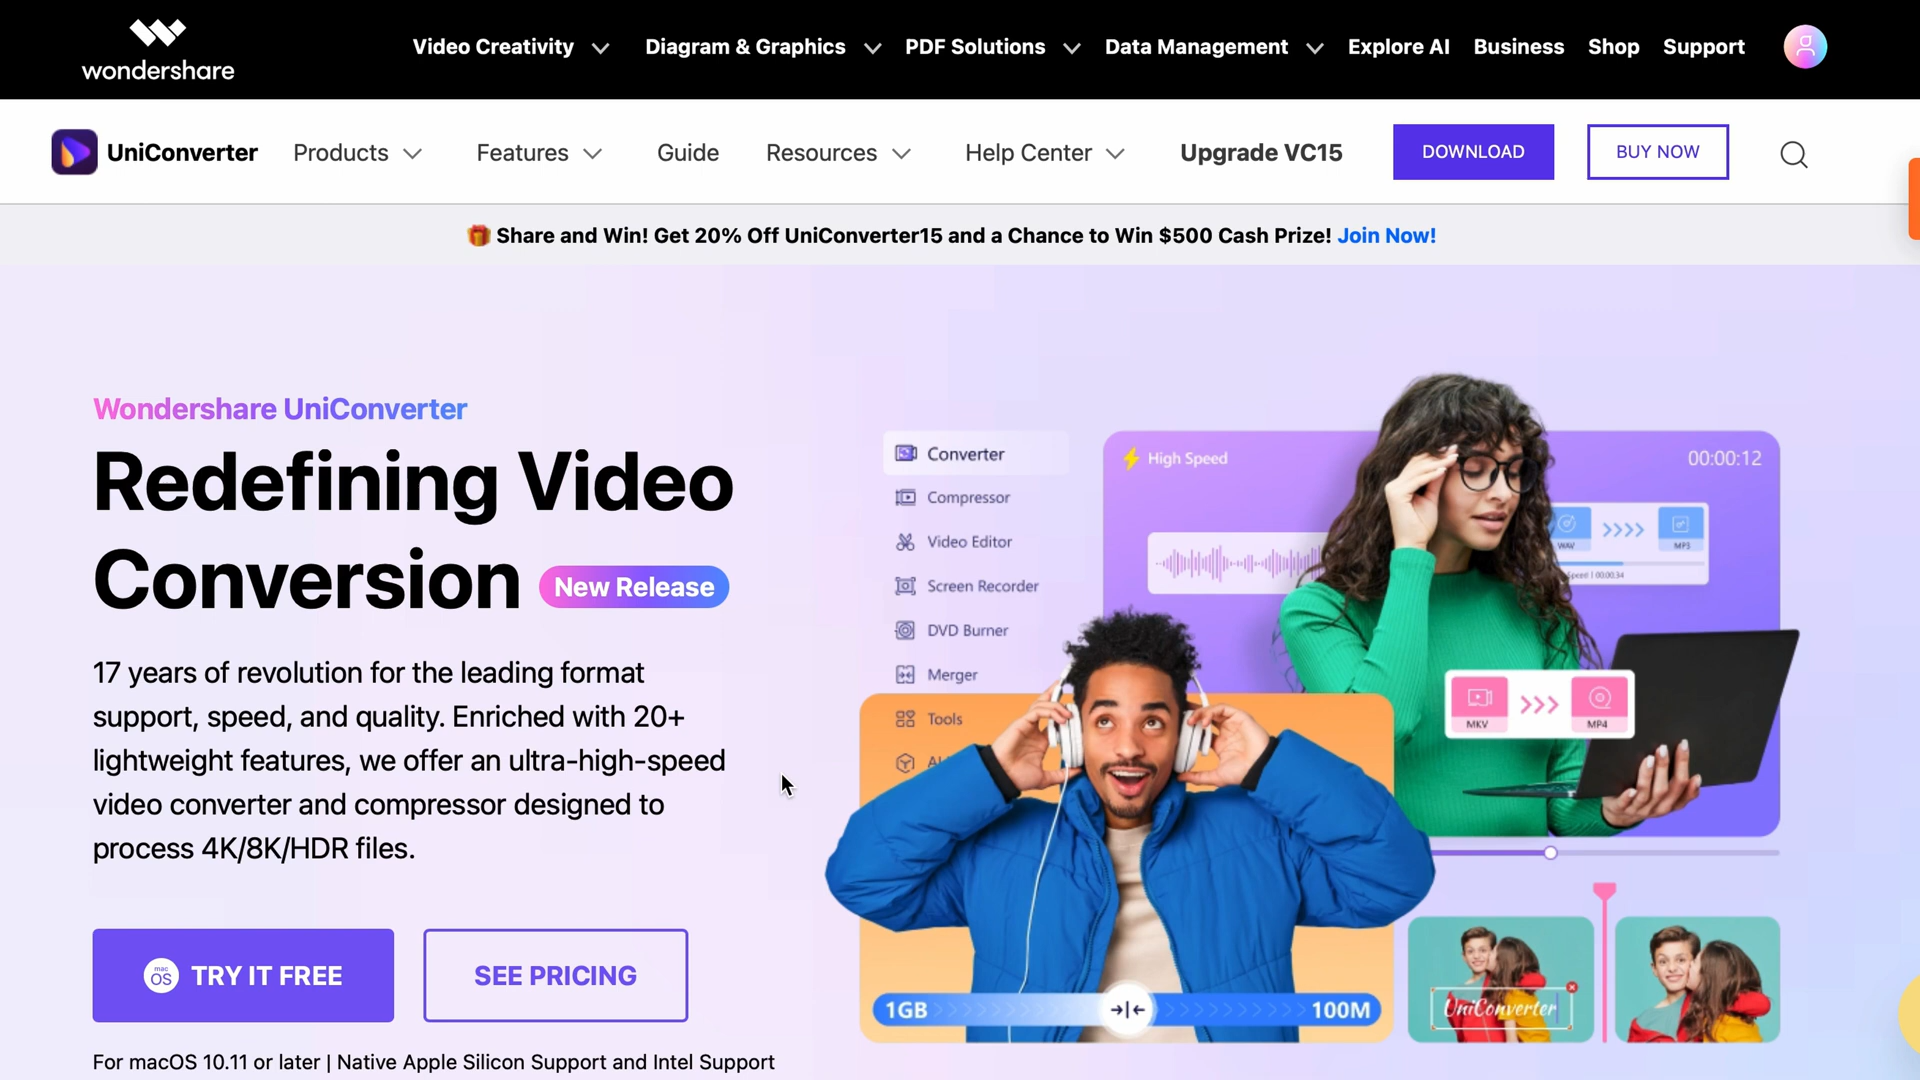 wondershare
Video Creativity
Diagram & Graphics
PDF Solutions
Data Management
Explore AI
Business
Shop
Support
UniConverter
Products
Features
Guide
Resources
Help Center
Upgrade VC15
DOWNLOAD
BUY NOW
Share and Win! Get 20% Off UniConverter15 and a Chance to Win $500 Cash Prize! Join Now!
Wondershare UniConverter
Redefining Video
Conversion New Release
17 years of revolution for the leading format
support, speed, and quality. Enriched with 20+
lightweight features, we offer an ultra-high-speed
video converter and compressor designed to
process 4K/8K/HDR files.
mac OS TRY IT FREE
SEE PRICING
For macOS 10.11 or later | Native Apple Silicon Support and Intel Support
Converter
Compressor
Video Editor
Screen Recorder
DVD Burner
Merger
Tools
High Speed
00:00:12
WAV
MP3
00:00:34
MKV
MP4
1GB
100M
UniConverter